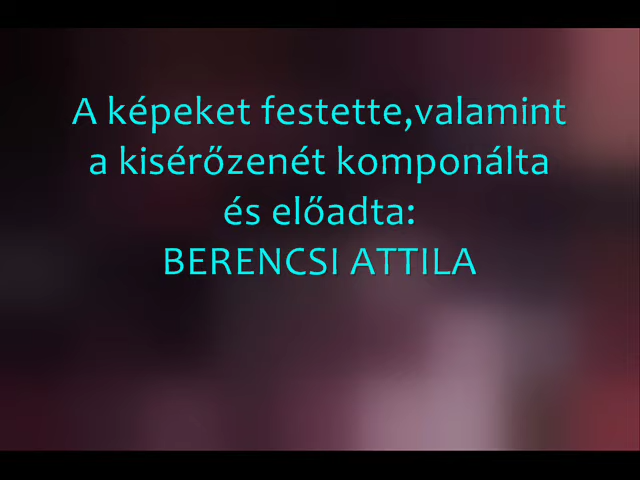 A képeket festette,valamint
a kisérőzenét komponálta
és előadta:
BERENCSI ATTILA